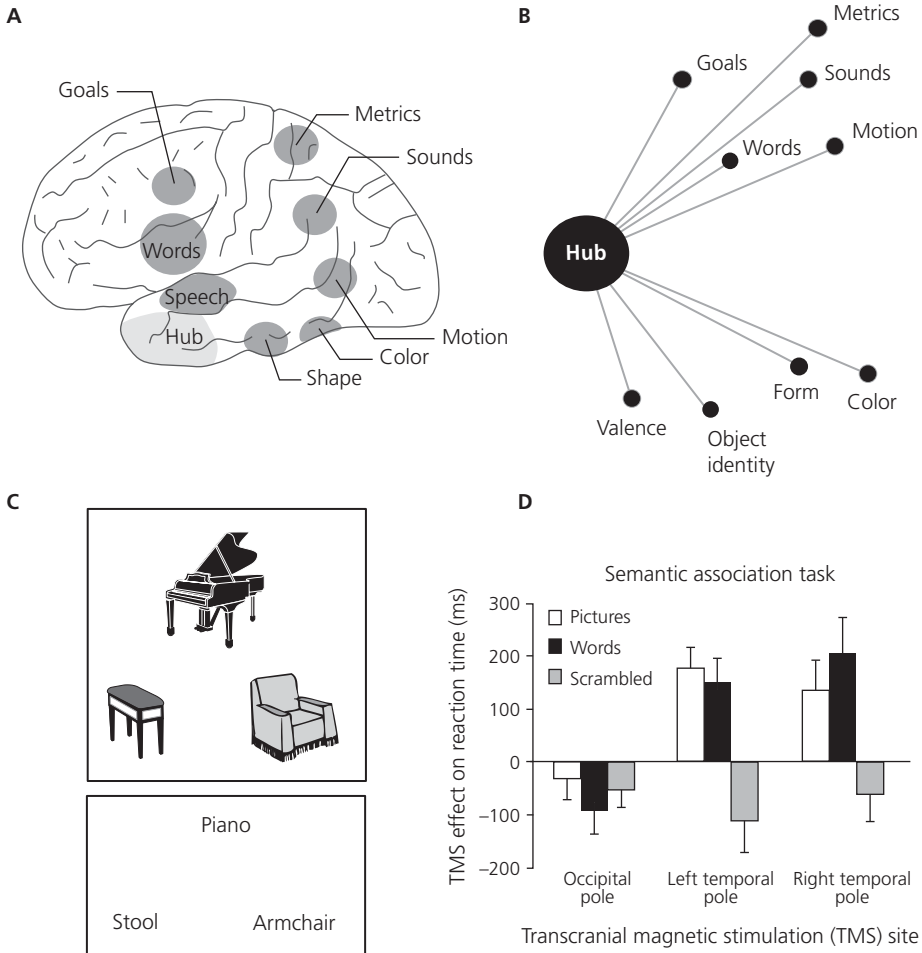 A
Goals
Metrics
Sounds
Words
Speech
Hub
Motion
Color
Shape
B
Metrics
Goals
Sounds
Motion
Words
Hub
Form
Color
Valence
Object
identity
C
Piano
Stool
Armchair
D
Semantic association task
TMS effect on reaction time (ms)
300
200
100
0
−100
−200
Pictures
Words
Scrambled
Occipital
pole
Left temporal
pole
Right temporal
pole
Transcranial magnetic stimulation (TMS) site